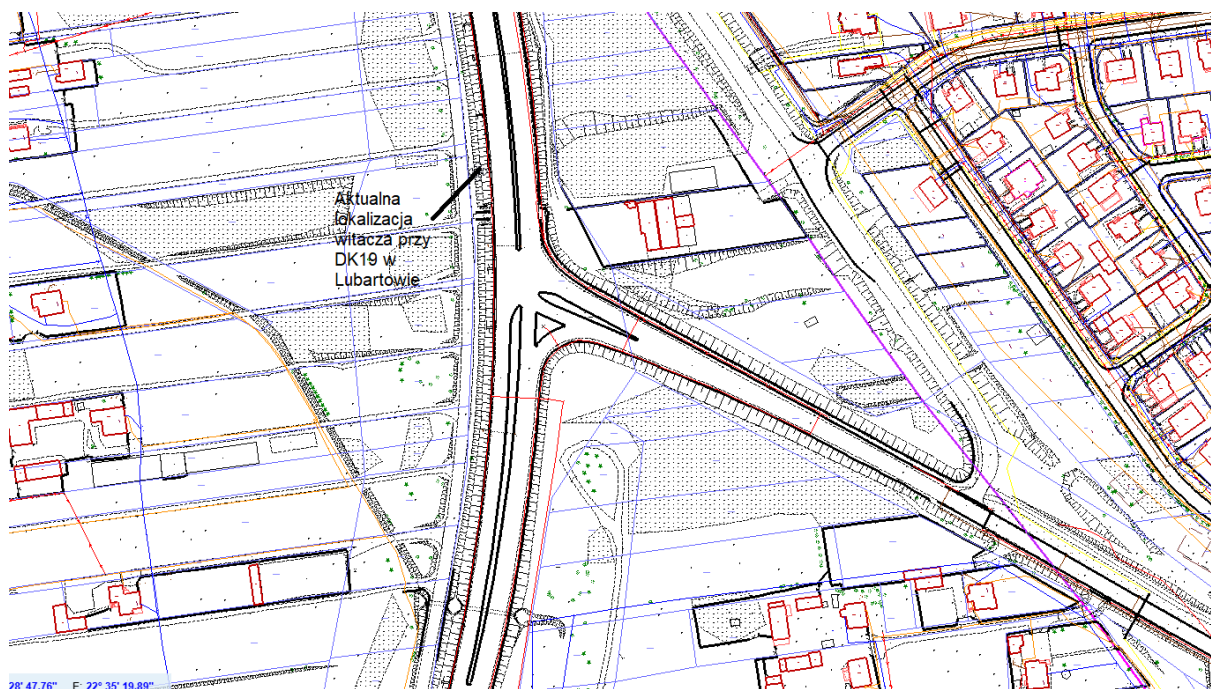 Aktualna
lokalizacja
witacza przy
DK19 w
Lubartowie
28' 47.76" E: 22° 35' 19.89"